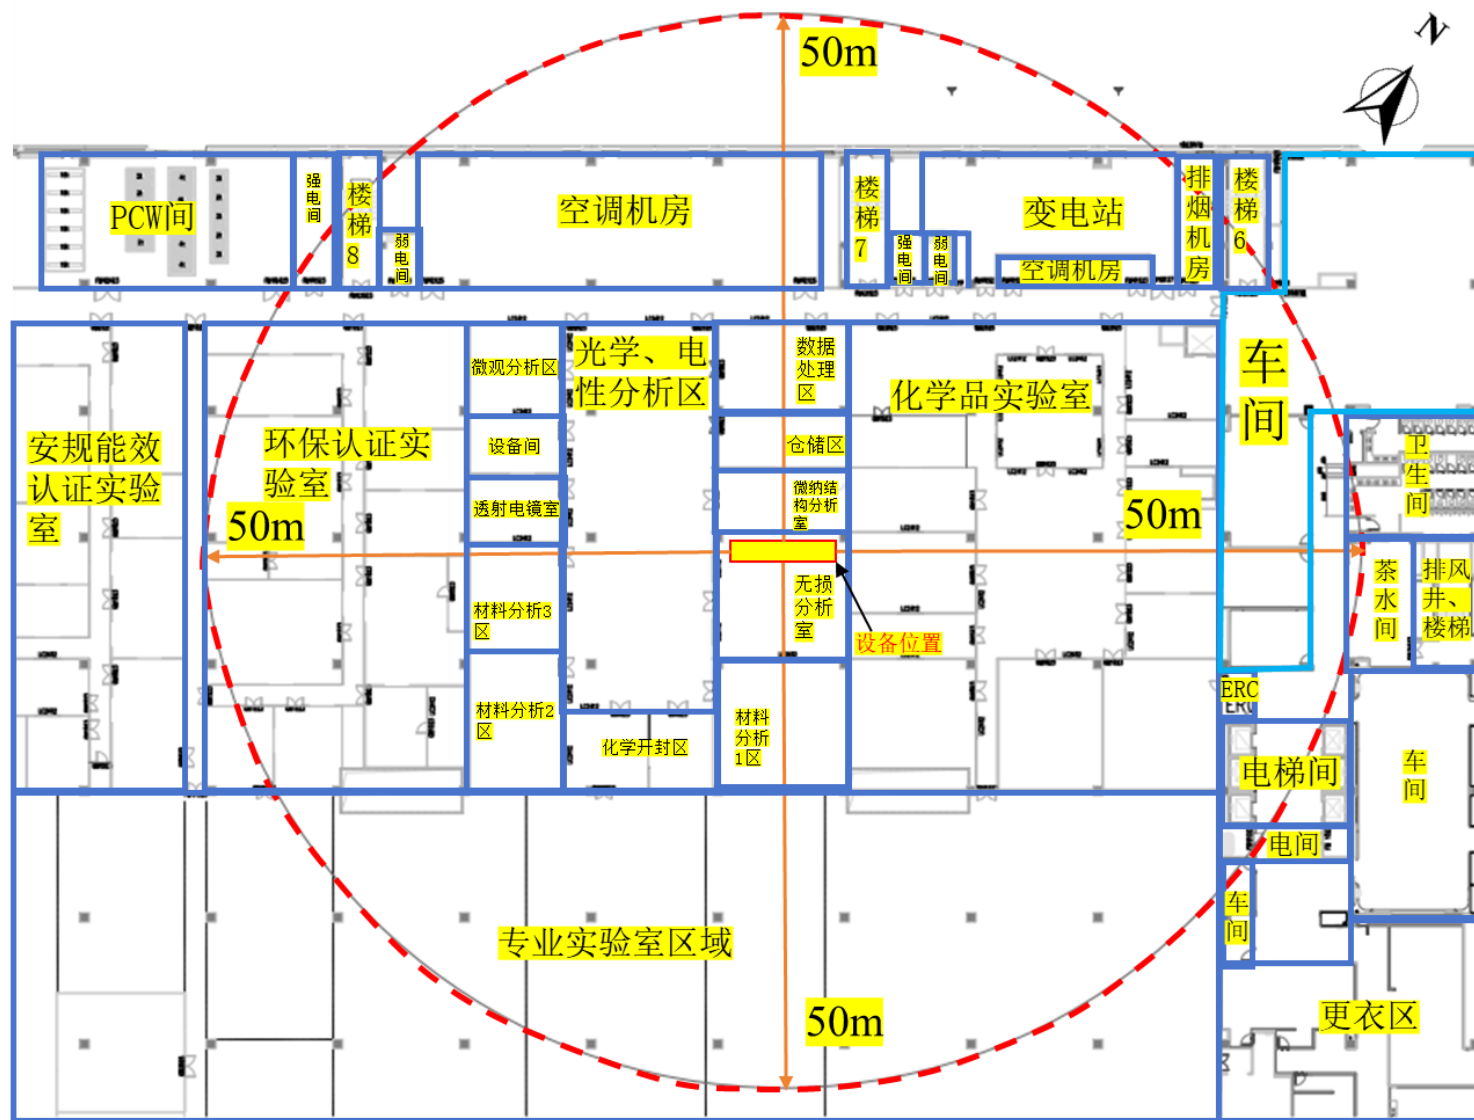 50m
N
PCW间
强
电
间
楼
梯
8
弱
电
间
空调机房
楼
梯
7
强
电
间
弱
电
间
变电站
空调机房
排
烟
机
房
楼
梯
6
安规能效
认证实验
室
环保认证实
验室
50m
微观分析区
设备间
透射电镜室
材料分析3
区
材料分析2
区
光学、电
性分析区
化学开封区
数据
处理
区
仓储区
微纳结
构分析
室
无损
分析
室
设备位置
材料
分析
1区
化学品实验室
50m
车
间
卫
生
间
茶
水
间
排风
井、
楼梯
ERC
电梯间
电间
车
间
车
间
专业实验室区域
50m
更衣区